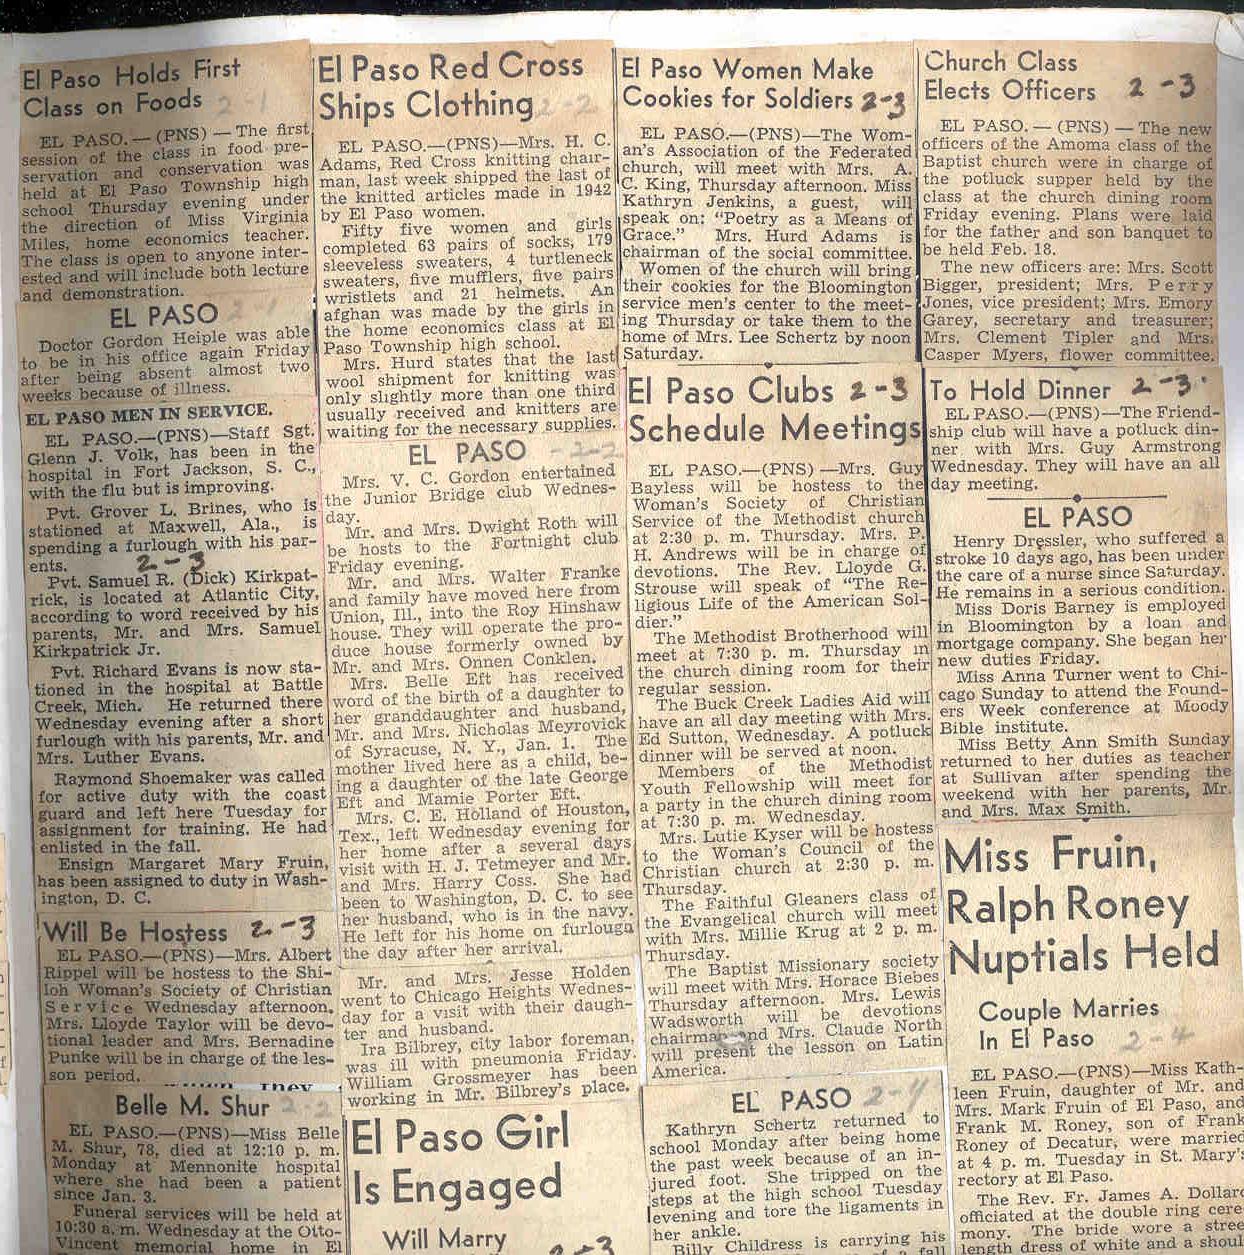 El Paso Holds First
Class on Foods 2-1
EL PASO. — (PNS) — The first
session of the class in food pre-
servation and conservation was
held at El Paso Township high
school Thursday evening under
the direction of Miss Virginia
Miles, home economics teacher.
The class is open to anyone inter-
ested and will include both lecture
and demonstration.
EL PASO 2-1
Doctor Gordon Heiple was able
to be in his office again Friday
after being absent almost two
weeks because of illness.
EL PASO MEN IN SERVICE.
EL PASO.—(PNS)—Staff Sgt.
Glenn J. Volk, has been in the
hospital in Fort Jackson, S. C.,
with the flu but is improving.
Pvt. Grover L. Brines, who is
stationed at Maxwell, Ala., is
spending a furlough with his par-
ents. 2-3
Pvt. Samuel R. (Dick) Kirkpat-
rick, is located at Atlantic City,
according to word received by his
parents, Mr. and Mrs. Samuel
Kirkpatrick Jr.
Pvt. Richard Evans is now sta-
tioned in the hospital at Battle
Creek, Mich. He returned there
Wednesday evening after a short
furlough with his parents, Mr. and
Mrs. Luther Evans.
Raymond Shoemaker was called
for active duty with the coast
guard and left here Tuesday for
assignment for training. He had
enlisted in the fall.
Ensign Margaret Mary Fruin,
has been assigned to duty in Wash-
ington, D. C.
Will Be Hostess 2-3
EL PASO.—(PNS)—Mrs. Albert
Rippel will be hostess to the Shi-
loh Woman's Society of Christian
Service Wednesday afternoon.
Mrs. Lloyde Taylor will be devo-
tional leader and Mrs. Bernadine
Punke will be in charge of the les-
son period.
they
Belle M. Shur 2-2
EL PASO.—(PNS)—Miss Belle
M. Shur, 78, died at 12:10 p. m.
Monday at Mennonite hospital
where she had been a patient
since Jan. 3.
Funeral services will be held at
10:30 a. m. Wednesday at the Otto-
Vincent memorial home in El
El Paso Red Cross
Ships Clothing 2-2
EL PASO.—(PNS)—Mrs. H. C.
Adams, Red Cross knitting chair-
man, last week shipped the last of
the knitted articles made in 1942
by El Paso women.
Fifty five women and girls
completed 63 pairs of socks, 179
sleeveless sweaters, 4 turtleneck
sweaters, five mufflers, five pairs
wristlets and 21 helmets. An
afghan was made by the girls in
the home economics class at El
Paso Township high school.
Mrs. Hurd states that the last
wool shipment for knitting was
only slightly more than one third
usually received and knitters are
waiting for the necessary supplies.
EL PASO -2-2
Mrs. V. C. Gordon entertained
the Junior Bridge club Wednes-
day.
Mr. and Mrs. Dwight Roth will
be hosts to the Fortnight club
Friday evening.
Mr. and Mrs. Walter Franke
and family have moved here from
Union, Ill., into the Roy Hinshaw
house. They will operate the pro-
duce house formerly owned by
Mr. and Mrs. Onnen Conklen.
Mrs. Belle Eft has received
word of the birth of a daughter to
her granddaughter and husband,
Mr. and Mrs. Nicholas Meyrovick
of Syracuse, N. Y., Jan. 1. The
mother lived here as a child, be-
ing a daughter of the late George
Eft and Mamie Porter Eft.
Mrs. C. E. Holland of Houston,
Tex., left Wednesday evening for
her home after a several days
visit with H. J. Tetmeyer and Mr.
and Mrs. Harry Coss. She had
been to Washington, D. C. to see
her husband, who is in the navy.
He left for his home on furlouga
the day after her arrival.
Mr. and Mrs. Jesse Holden
went to Chicago Heights Wednes-
day for a visit with their daugh-
ter and husband.
Ira Bilbrey, city labor foreman,
was ill with pneumonia Friday.
William Grossmeyer has been
working in Mr. Bilbrey's place.
El Paso Girl
Is Engaged
Will Marry
2-3
El Paso Women Make
Cookies for Soldiers 2-3
EL PASO.—(PNS)—The Wom-
an's Association of the Federated
church, will meet with Mrs. A.
C. King, Thursday afternoon. Miss
Kathryn Jenkins, a guest, will
speak on: "Poetry as a Means of
Grace." Mrs. Hurd Adams is
chairman of the social committee.
Women of the church will bring
their cookies for the Bloomington
service men's center to the meet-
ing Thursday or take them to the
home of Mrs. Lee Schertz by noon
Saturday.
El Paso Clubs 2-3
Schedule Meetings
EL PASO.—(PNS) —Mrs. Guy
Bayless will be hostess to the
Woman's Society of Christian
Service of the Methodist church
at 2:30 p. m. Thursday. Mrs. P.
H. Andrews will be in charge of
devotions. The Rev. Lloyde G.
Strouse will speak of "The Re-
ligious Life of the American Sol-
dier."
The Methodist Brotherhood will
meet at 7:30 p. m. Thursday in
the church dining room for their
regular session.
The Buck Creek Ladies Aid will
have an all day meeting with Mrs.
Ed Sutton, Wednesday. A potluck
dinner will be served at noon.
Members of the Methodist
Youth Fellowship will meet for
a party in the church dining room
at 7:30 p. m. Wednesday.
Mrs. Lutie Kyser will be hostess
to the Woman's Council of the
Christian church at 2:30 p. m.
Thursday.
The Faithful Gleaners class of
the Evangelical church will meet
with Mrs. Millie Krug at 2 p. m.
Thursday.
The Baptist Missionary society
will meet with Mrs. Horace Biebes
Thursday afternoon. Mrs. Lewis
Wadsworth will be devotions
chairman and Mrs. Claude North
will present the lesson on Latin
America.
EL PASO 2-4
Kathryn Schertz returned to
school Monday after being home
the past week because of an in-
jured foot. She tripped on the
steps at the high school Tuesday
evening and tore the ligaments in
her ankle.
Billy Childress is carrying his
Church Class
Elects Officers 2-3
EL PASO. — (PNS) — The new
officers of the Amoma class of the
Baptist church were in charge of
the potluck supper held by the
class at the church dining room
Friday evening. Plans were laid
for the father and son banquet to
be held Feb. 18.
The new officers are: Mrs. Scott
Bigger, president; Mrs. Perry
Jones, vice president; Mrs. Emory
Garey, secretary and treasurer;
Mrs. Clement Tipler and Mrs.
Casper Myers, flower committee.
To Hold Dinner 2-3
EL PASO.—(PNS)—The Friend-
ship club will have a potluck din-
ner with Mrs. Guy Armstrong
Wednesday. They will have an all
day meeting.
EL PASO
Henry Dressler, who suffered a
stroke 10 days ago, has been under
the care of a nurse since Saturday.
He remains in a serious condition.
Miss Doris Barney is employed
in Bloomington by a loan and
mortgage company. She began her
new duties Friday.
Miss Anna Turner went to Chi-
cago Sunday to attend the Found-
ers Week conference at Moody
Bible institute.
Miss Betty Ann Smith Sunday
returned to her duties as teacher
at Sullivan after spending the
weekend with her parents, Mr.
and Mrs. Max Smith.
Miss Fruin,
Ralph Roney
Nuptials Held
Couple Marries
In El Paso 2-4
EL PASO.—(PNS)—Miss Kath-
leen Fruin, daughter of Mr. and
Mrs. Mark Fruin of El Paso, and
Frank M. Roney, son of Frank
Roney of Decatur, were married
at 4 p. m. Tuesday in St. Mary's
rectory at El Paso.
The Rev. Fr. James A. Dollard
officiated at the double ring cere
mony. The bride wore a stree
length dress of white and a shoul